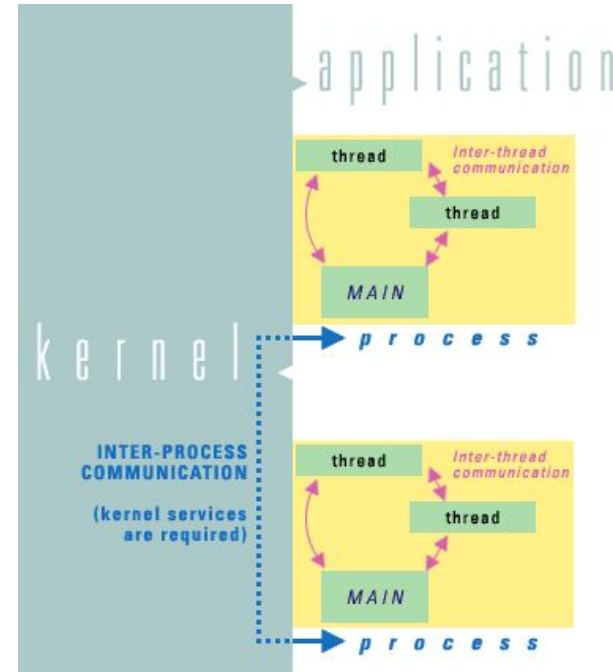 application
thread
Inter-thread
communication
thread
MAIN
process
kernel
INTER-PROCESS
COMMUNICATION
(kernel services
are required)
thread
Inter-thread
communication
thread
MAIN
process